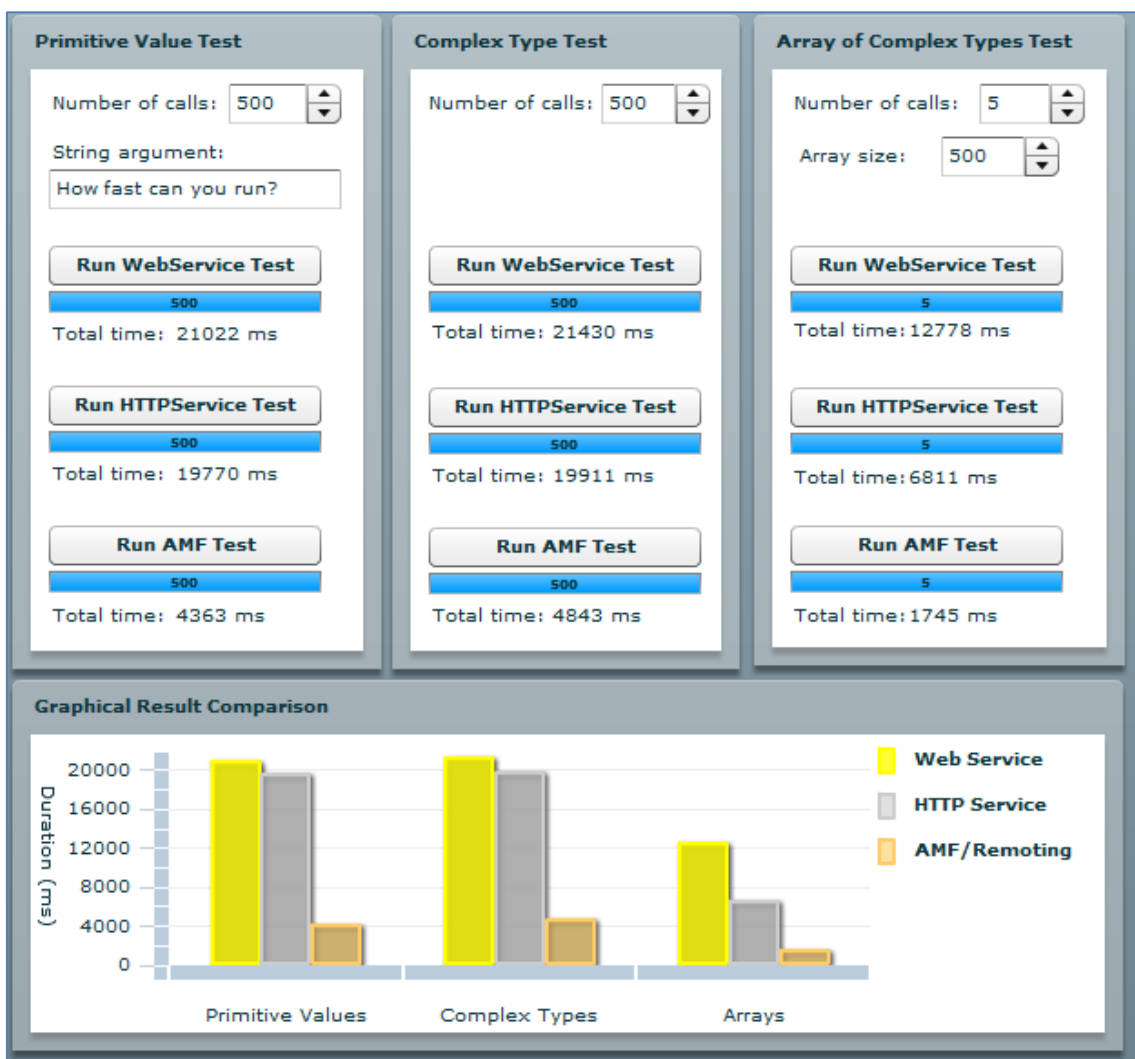 Primitive Value Test
Number of calls: 500
String argument:
How fast can you run?
Run WebService Test
500
Total time: 21022 ms
Run HTTPService Test
500
Total time: 19770 ms
Run AMF Test
500
Total time: 4363 ms
Complex Type Test
Number of calls: 500
Run WebService Test
500
Total time: 21430 ms
Run HTTPService Test
500
Total time: 19911 ms
Run AMF Test
500
Total time: 4843 ms
Array of Complex Types Test
Number of calls: 5
Array size: 500
Run WebService Test
5
Total time: 12778 ms
Run HTTPService Test
5
Total time: 6811 ms
Run AMF Test
5
Total time: 1745 ms
Graphical Result Comparison
Duration (ms)
20000
16000
12000
8000
4000
0
Primitive Values
Complex Types
Arrays
Web Service
HTTP Service
AMF/Remoting